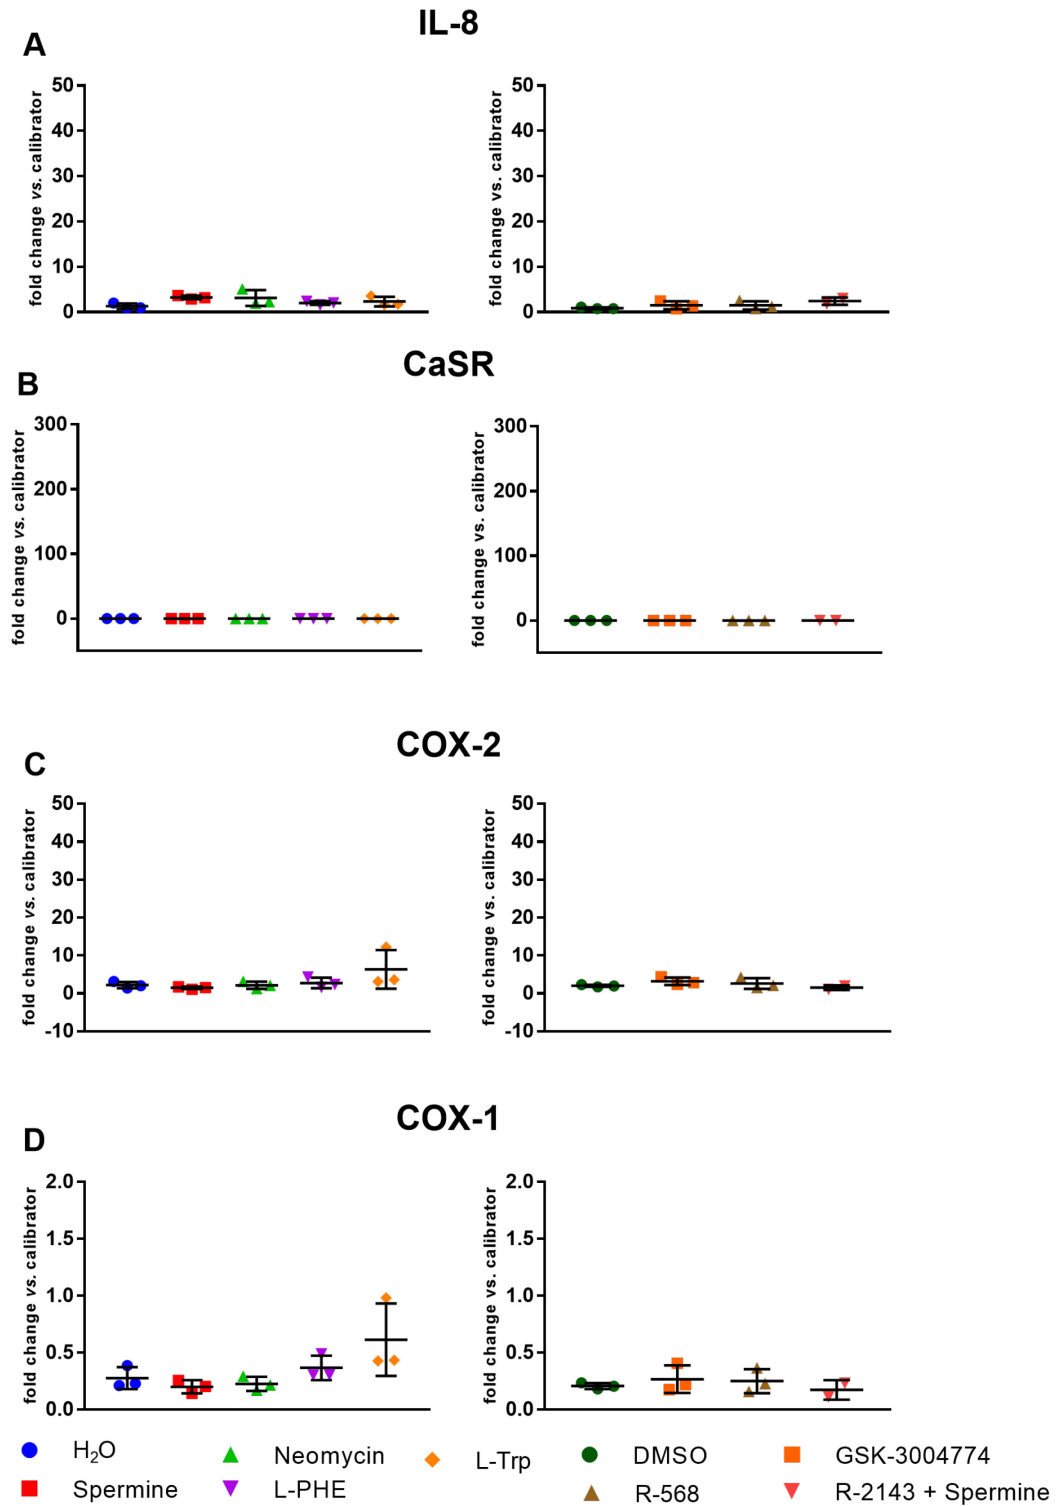 IL-8
A
fold change vs. calibrator
50
40
30
20
10
0
fold change vs. calibrator
50
40
30
20
10
0
CaSR
B
fold change vs. calibrator
300
200
100
0
fold change vs. calibrator
300
200
100
0
COX-2
C
fold change vs. calibrator
50
40
30
20
10
0
-10
fold change vs. calibrator
50
40
30
20
10
0
-10
COX-1
D
fold change vs. calibrator
2.0
1.5
1.0
0.5
0.0
fold change vs. calibrator
2.0
1.5
1.0
0.5
0.0
H₂O
Neomycin
L-Trp
DMSO
GSK-3004774
Spermine
L-PHE
R-568
R-2143 + Spermine